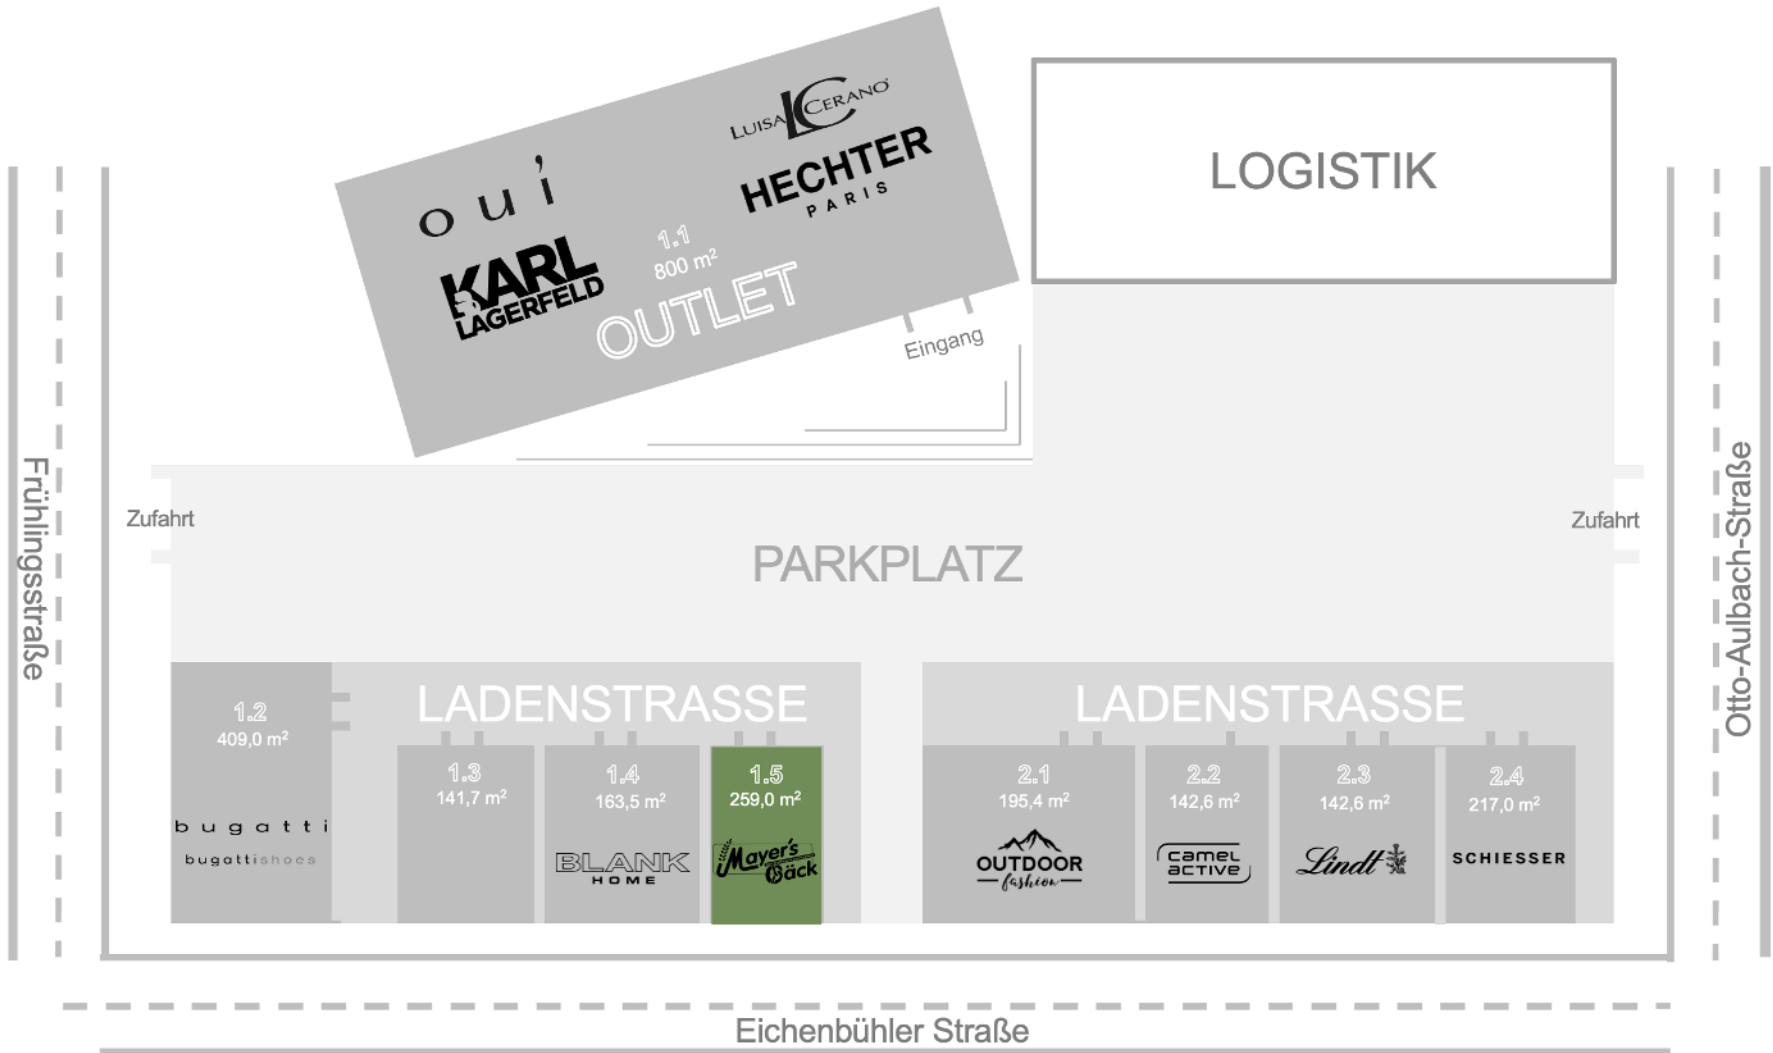 LUISA CERANO
HECHTER
PARIS
oui
KARL
LAGERFELD
1.1
800 m²
OUTLET
Eingang
LOGISTIK
Frühlingsstraße
Otto-Aulbach-Straße
Zufahrt
Zufahrt
PARKPLATZ
LADENSTRASSE
LADENSTRASSE
1.2
409,0 m²
bugatti
bugattishoes
1.3
141,7 m²
1.4
163,5 m²
BLANK
HOME
1.5
259,0 m²
Mayer's
Bäck
2.1
195,4 m²
OUTDOOR
fashion
2.2
142,6 m²
camel
active
2.3
142,6 m²
Lindt
2.4
217,0 m²
SCHIESSER
Eichenbühler Straße